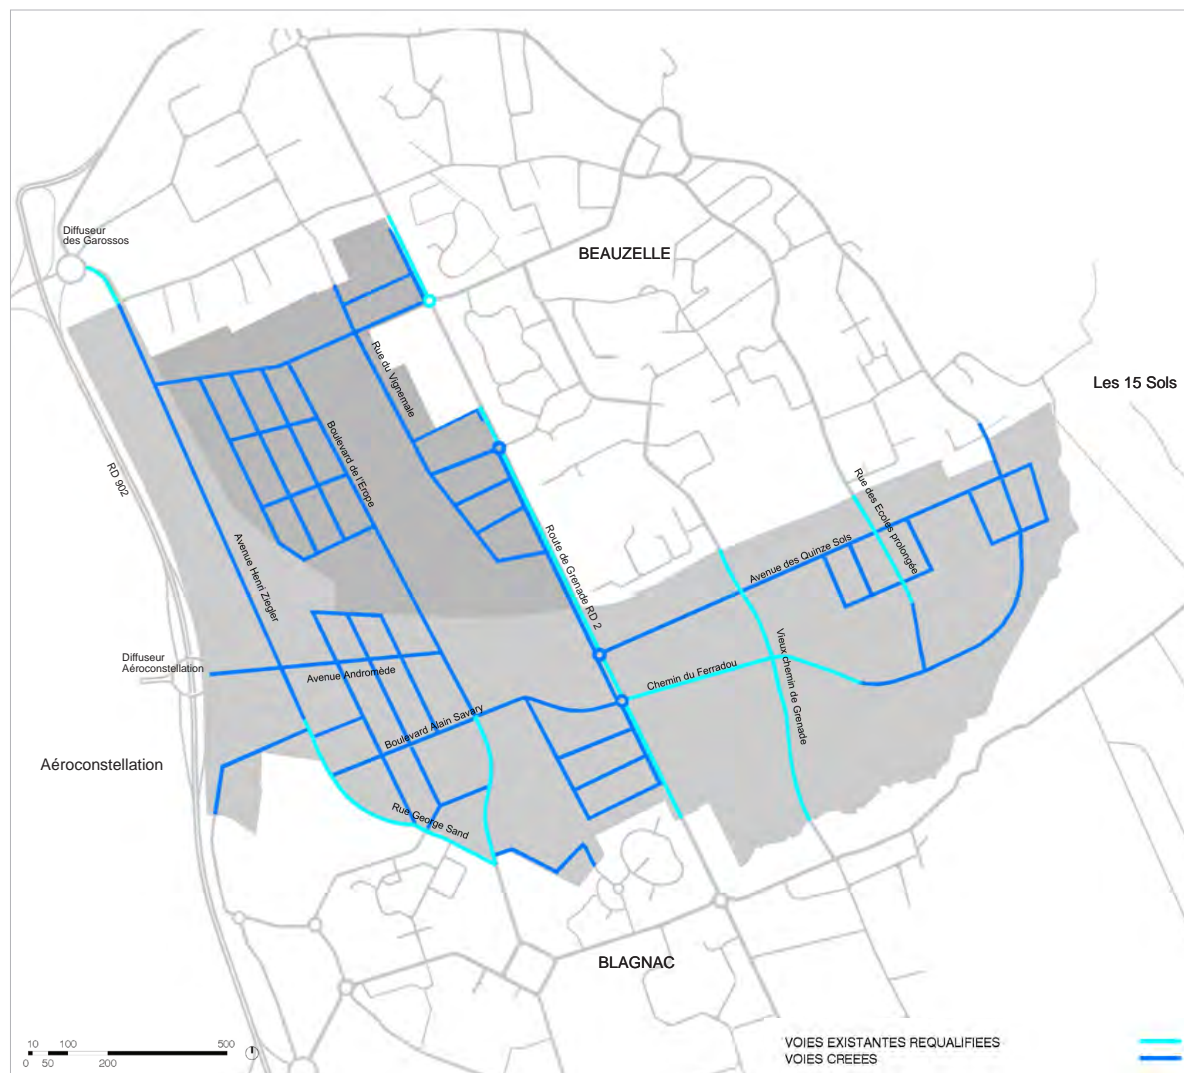 Diffuseur
des Garossos
BEAUZELLE
Les 15 Sols
Rue du Vignemale
Boulevard de l'Erope
RD 902
Avenue Henri Ziegler
Route de Grenade RD 2
Avenue des Quinze Sols
Rue des Ecoles prolongée
Diffuseur
Aéroconstellation
Avenue Andromède
Chemin du Ferradou
Vieux chemin de Grenade
Boulevard Alain Savary
Aéroconstellation
Rue George Sand
BLAGNAC
10 100 500
0 50 200
VOIES EXISTANTES REQUALIFIEES
VOIES CREEES